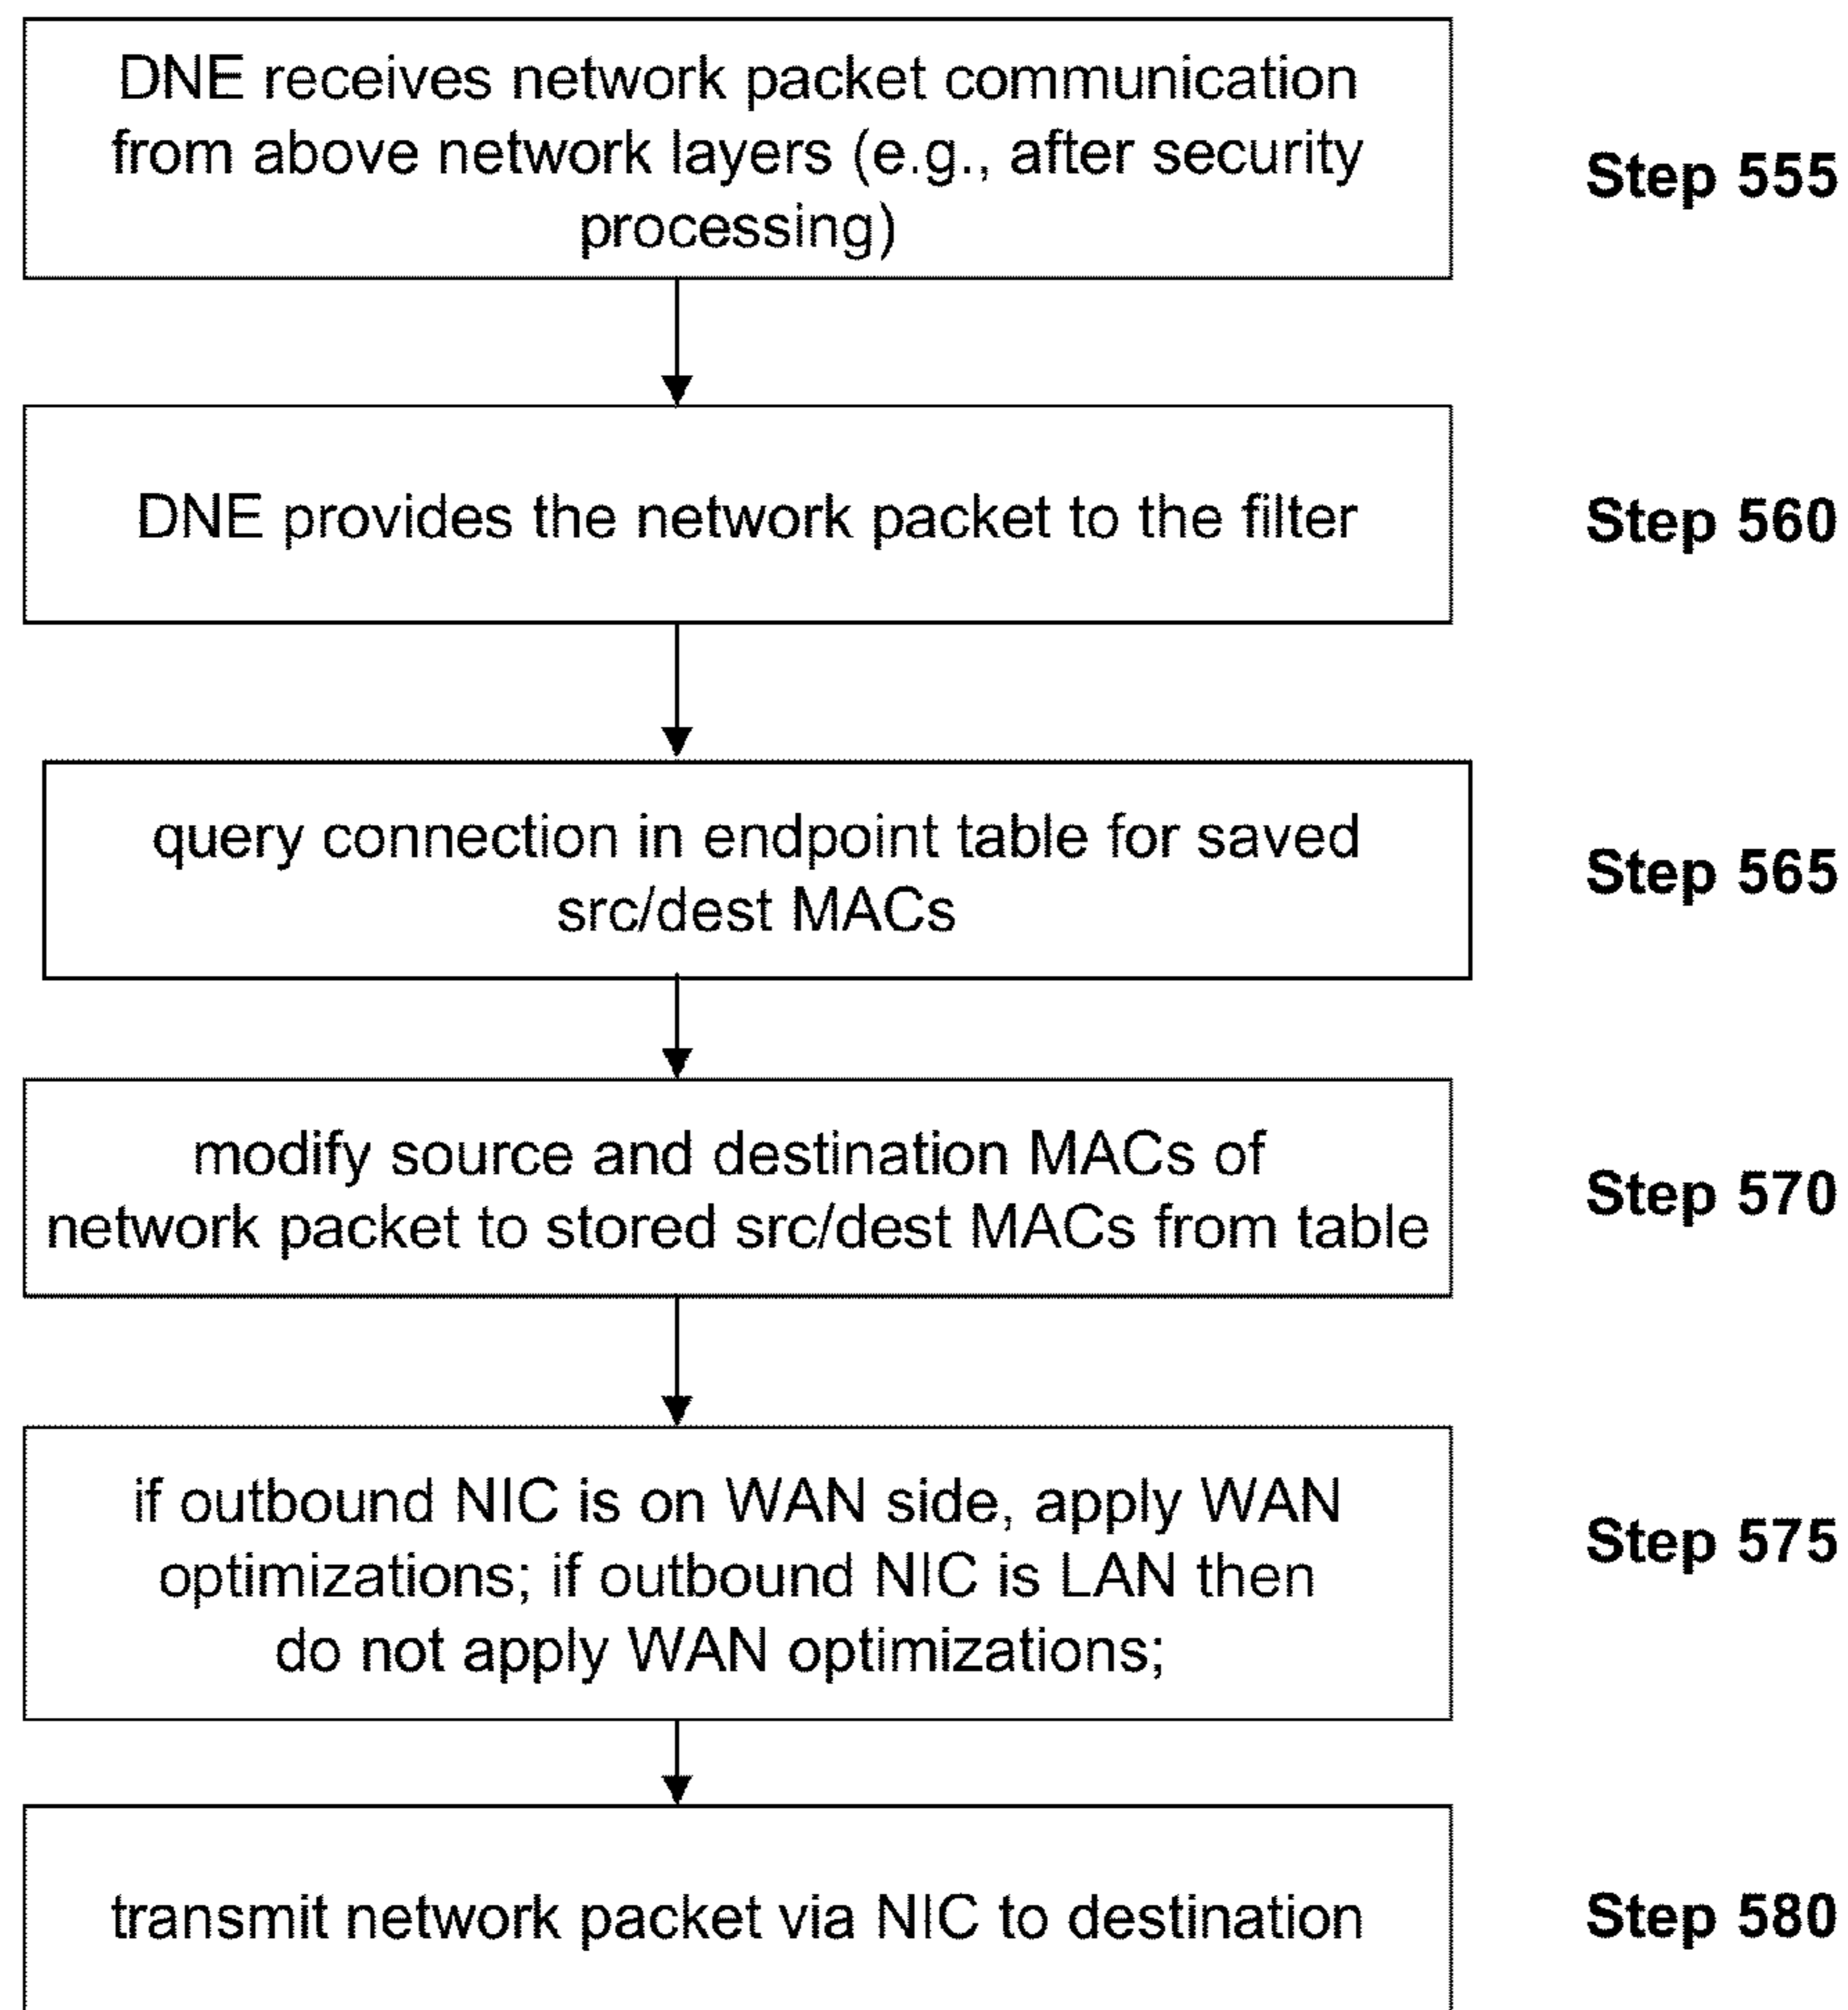 DNE receives network packet communication
from above network layers (e.g., after security
processing)
Step 555
DNE provides the network packet to the filter
Step 560
query connection in endpoint table for saved
src/dest MACs
Step 565
modify source and destination MACs of
network packet to stored src/dest MACs from table
Step 570
if outbound NIC is on WAN side, apply WAN
optimizations; if outbound NIC is LAN then
do not apply WAN optimizations;
Step 575
transmit network packet via NIC to destination
Step 580